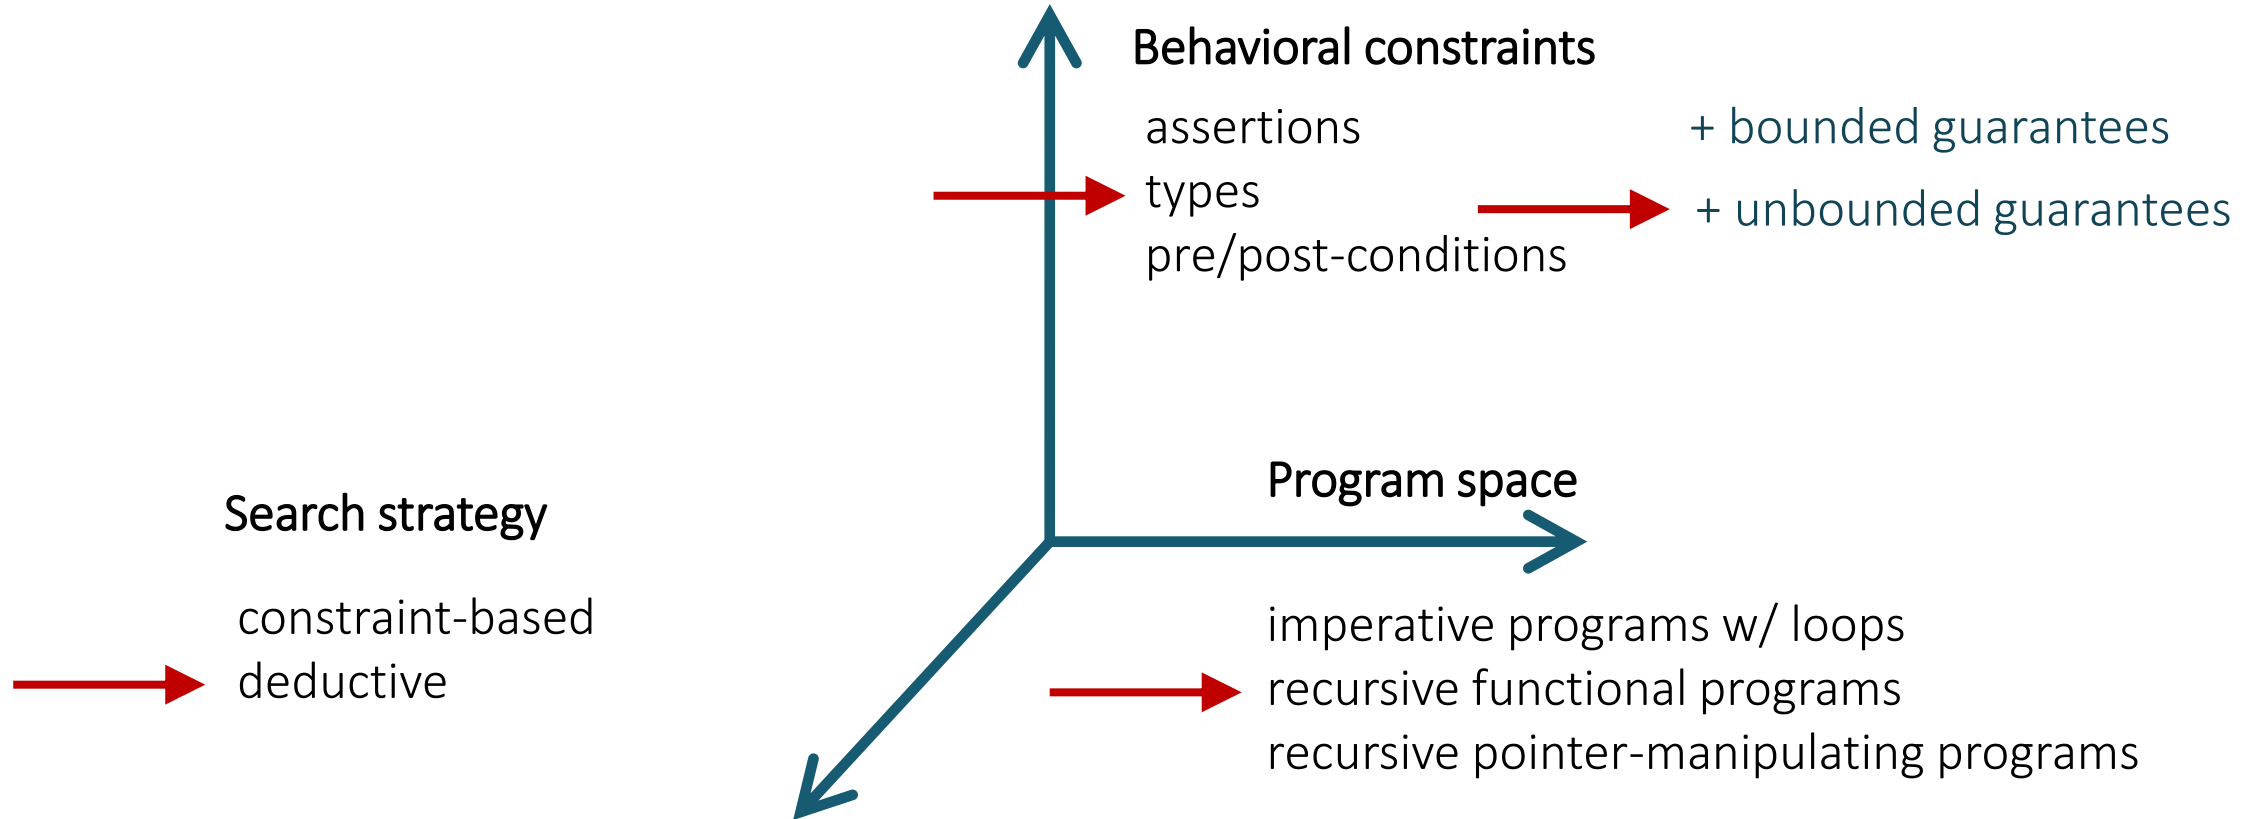 Behavioral constraints
assertions
types
pre/post-conditions
+ bounded guarantees
+ unbounded guarantees
Program space
imperative programs w/ loops
recursive functional programs
recursive pointer-manipulating programs
Search strategy
constraint-based
deductive